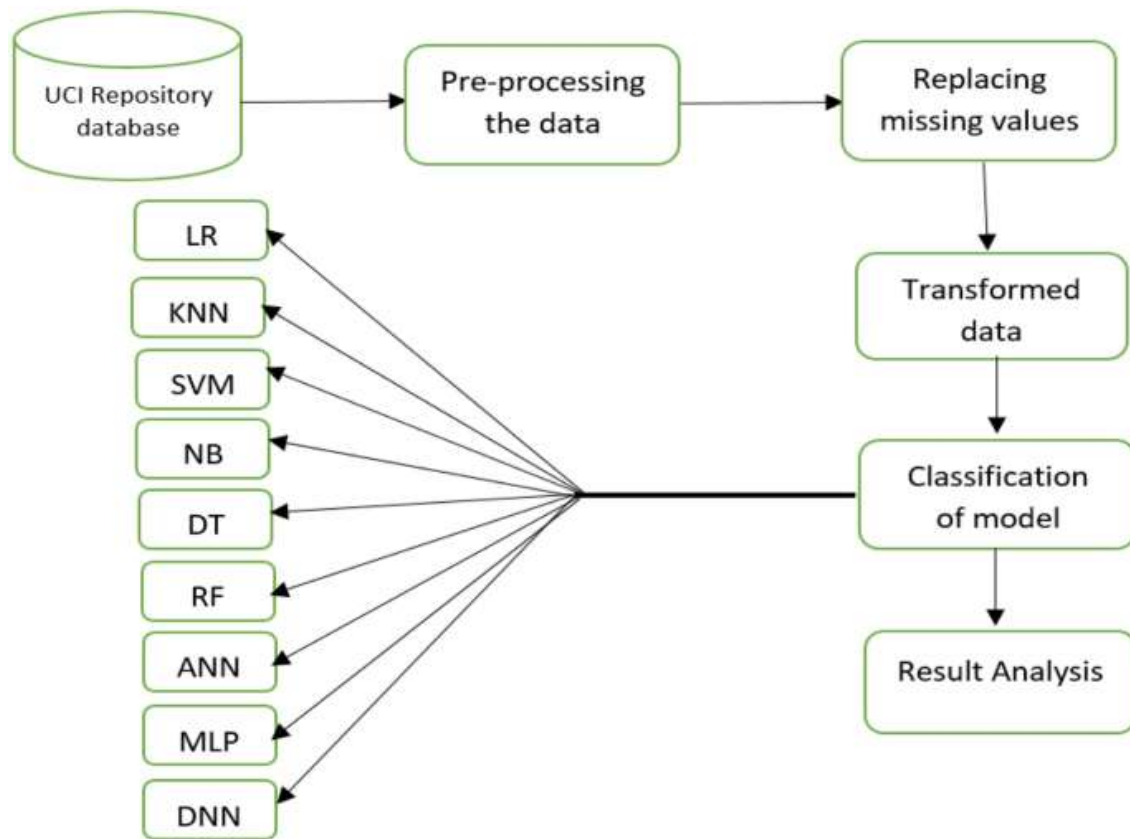 UCI Repository
database
Pre-processing
the data
Replacing
missing values
Transformed
data
Classification
of model
Result Analysis
LR
KNN
SVM
NB
DT
RF
ANN
MLP
DNN